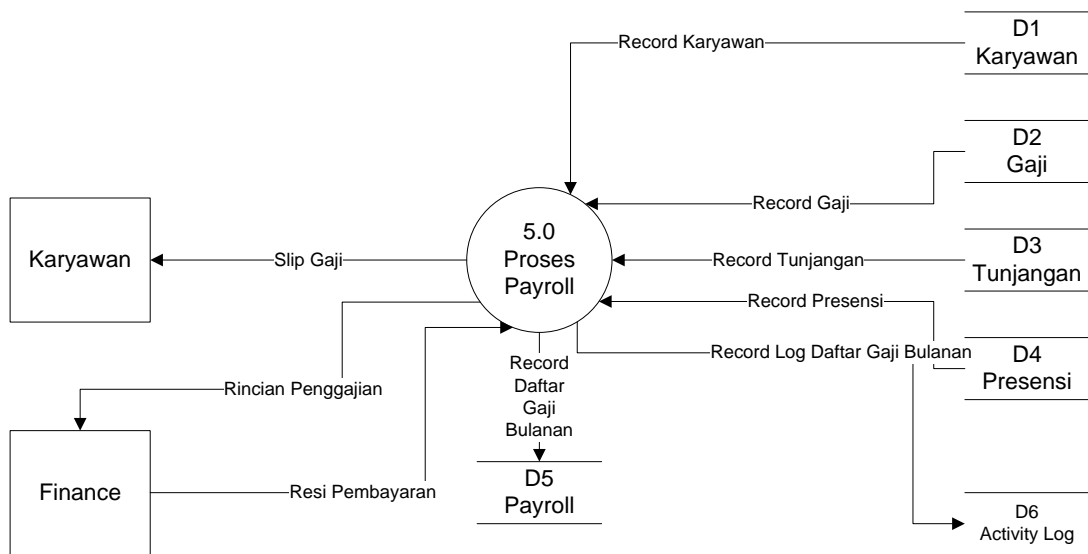 Record Karyawan
D1
Karyawan
D2
Gaji
Record Gaji
5.0
Proses
Payroll
Karyawan
Slip Gaji
Record Tunjangan
D3
Tunjangan
Record Presensi
Record Log Daftar Gaji Bulanan
D4
Presensi
Record
Daftar
Gaji
Bulanan
Rincian Penggajian
Finance
Resi Pembayaran
D5
Payroll
D6
Activity Log